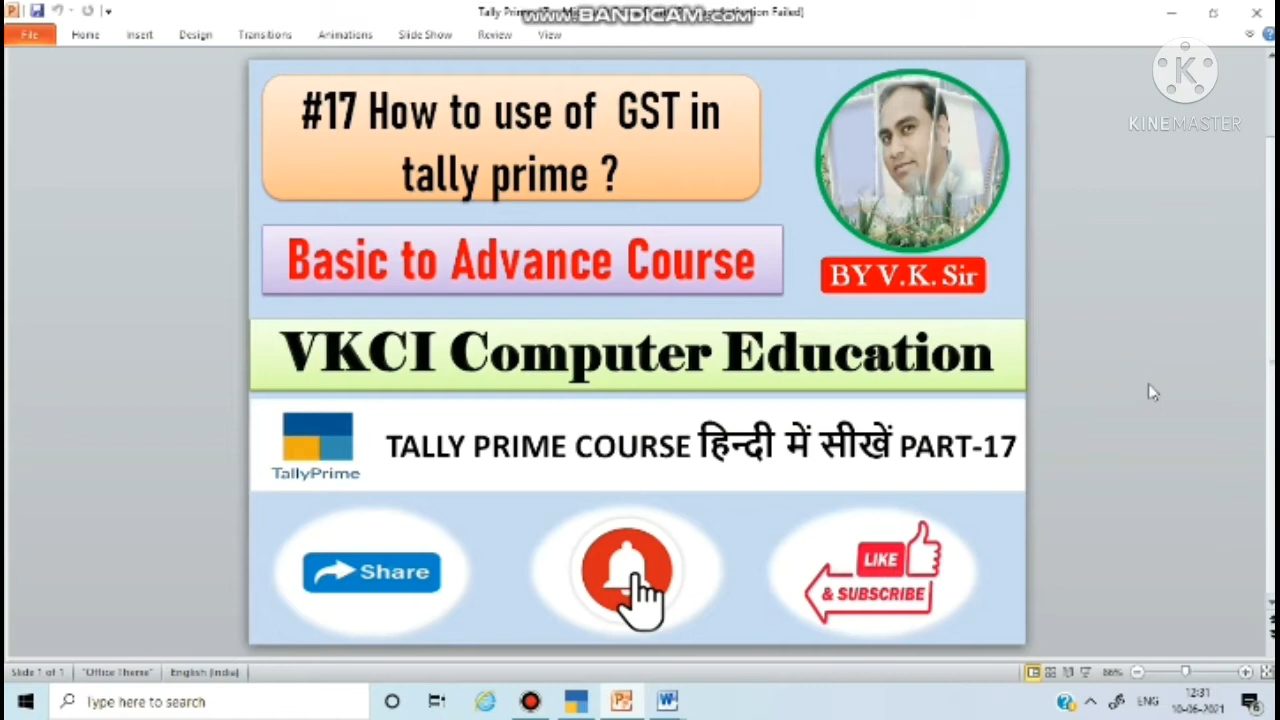 www.BANDICAM.com
Activation Failed)
File Home Insert Design Transitions Animations Slide Show Review View
K
KINEMASTER
#17 How to use of GST in
tally prime ?
Basic to Advance Course
BY V.K. Sir
VKCI Computer Education
TallyPrime
TALLY PRIME COURSE हिन्दी में सीखें PART-17
Share
LIKE
& SUBSCRIBE
Slide 1 of 1 "Office Theme" English (India) 86%
Type here to search
ENG
12:31
10-06-2021